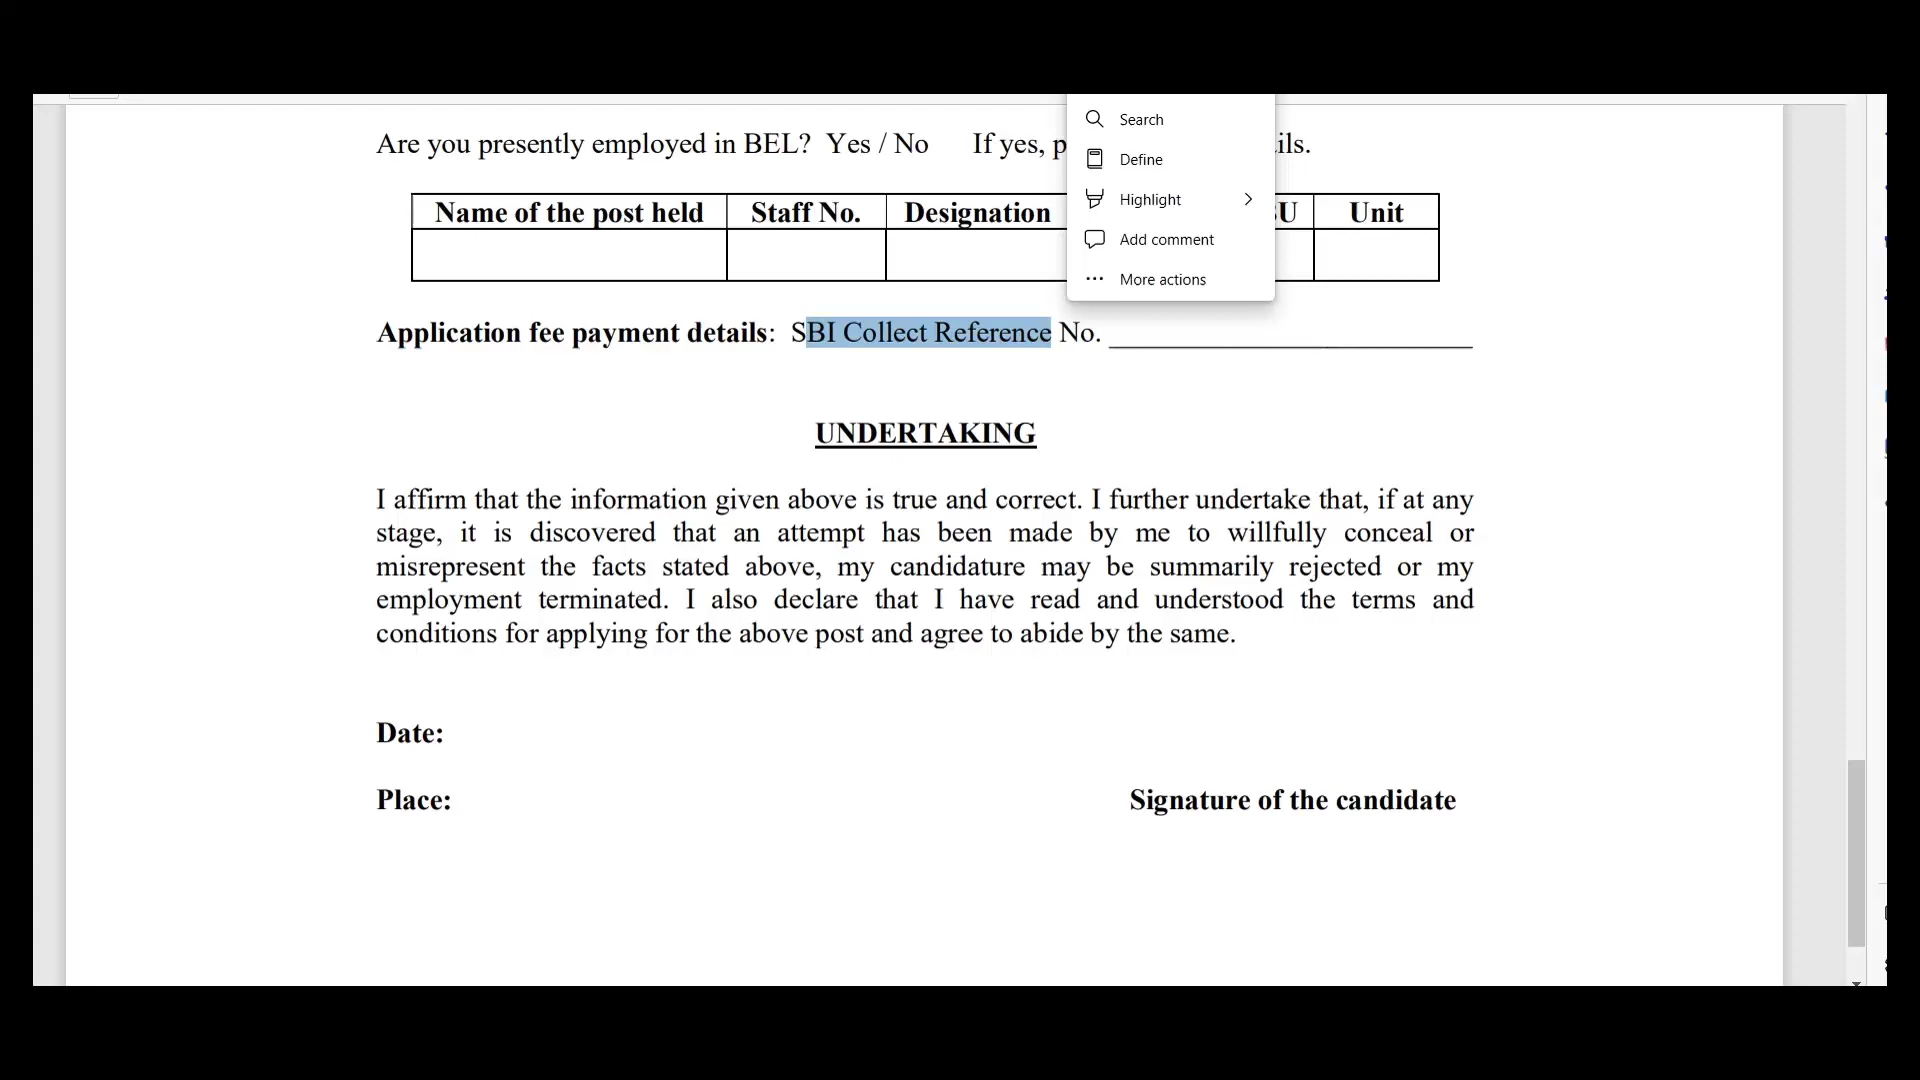 Are you presently employed in BEL? Yes / No If yes, p ils.
Search
Define
Highlight
Add comment
More actions
Name of the post held Staff No. Designation U Unit
Application fee payment details: SBI Collect Reference No. __________________________
UNDERTAKING
I affirm that the information given above is true and correct. I further undertake that, if at any
stage, it is discovered that an attempt has been made by me to willfully conceal or
misrepresent the facts stated above, my candidature may be summarily rejected or my
employment terminated. I also declare that I have read and understood the terms and
conditions for applying for the above post and agree to abide by the same.
Date:
Place: Signature of the candidate